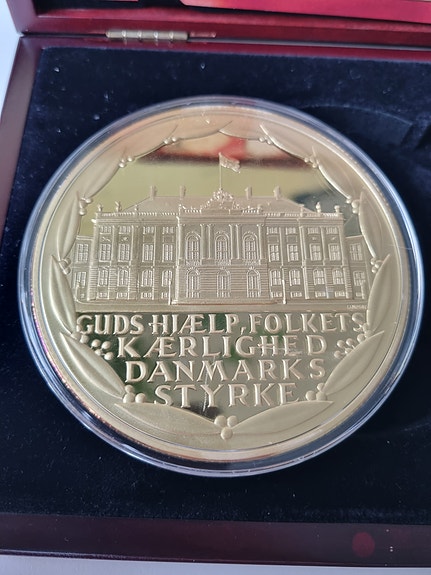 GUDS HJÆLP, FOLKETS
KÆRLIGHED
DANMARKS
STYRKE